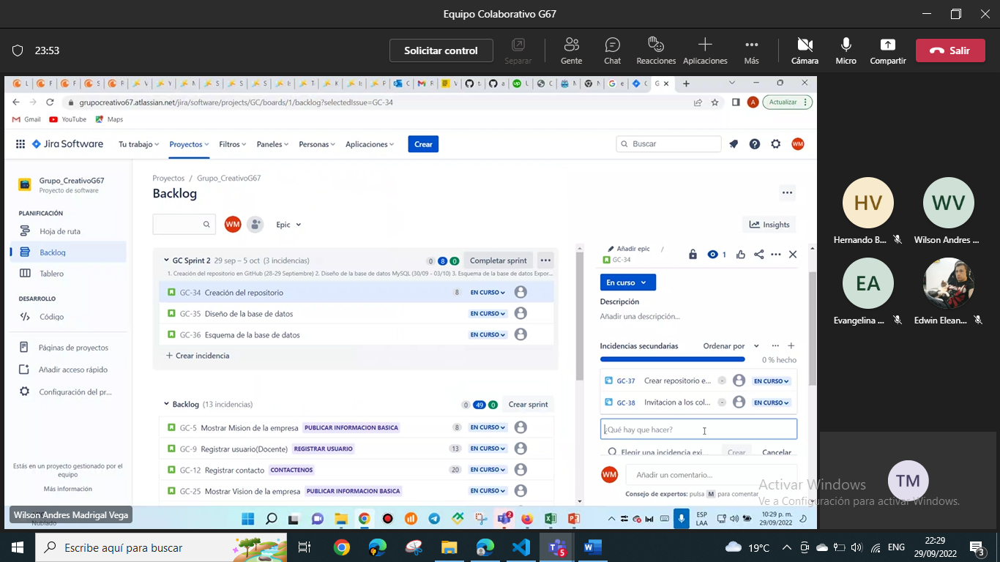 Equipo Colaborativo G67
23:53
Solicitar control
Separar
Gente
Chat
Reacciones
Aplicaciones
Más
Cámara
Micro
Compartir
Salir
grupocreativo67.atlassian.net/jira/software/projects/GC/boards/1/backlog?selectedIssue=GC-34
A
Actualizar
Gmail
YouTube
Maps
Jira Software
Tu trabajo
Proyectos
Filtros
Paneles
Personas
Aplicaciones
Crear
Buscar
WM
Grupo_CreativoG67
Proyecto de software
PLANIFICACIÓN
Hoja de ruta
Backlog
Tablero
DESARROLLO
Código
Páginas de proyectos
Añadir acceso rápido
Configuración del pr...
Estás en un proyecto gestionado por el
equipo
Más información
Proyectos / Grupo_CreativoG67
Backlog
WM
Epic
Insights
GC Sprint 2 29 sep – 5 oct (3 incidencias)
0 8 0
Completar sprint
1. Creación del repositorio en GitHub (28-29 Septiembre) 2. Diseño de la base de datos MySQL (30/09 - 03/10) 3. Esquema de la base de datos Expor...
GC-34 Creación del repositorio 8 EN CURSO
GC-35 Diseño de la base de datos EN CURSO
GC-36 Esquema de la base de datos EN CURSO
+ Crear incidencia
Backlog (13 incidencias) 0 49 0 Crear sprint
GC-5 Mostrar Mision de la empresa PUBLICAR INFORMACION BASICA 8 EN CURSO
GC-9 Registrar usuario(Docente) REGISTRAR USUARIO 13 EN CURSO
GC-12 Registrar contacto CONTACTENOS 20 EN CURSO
GC-25 Mostrar Vision de la empresa PUBLICAR INFORMACION BASICA EN CURSO
Añadir epic /
GC-34
1
En curso
Descripción
Añadir una descripción...
Incidencias secundarias
Ordenar por
0 % hecho
GC-37 Crear repositorio e... - EN CURSO
GC-38 Invitacion a los col... - EN CURSO
¿Qué hay que hacer?
Elegir una incidencia exi...
Crear
Cancelar
WM
Añadir un comentario...
Consejo de expertos: pulsa M para comentar
Wilson Andres Madrigal Vega
Nublado
2
ESP
LAA
10:29 p. m.
29/09/2022
HV
Hernando B...
WV
Wilson Andres ...
EA
Evangelina ...
Edwin Elean...
TM
Activar Windows
Ve a Configuración para activar Windows.
Escribe aquí para buscar
5
19°C
ENG
22:29
29/09/2022
3